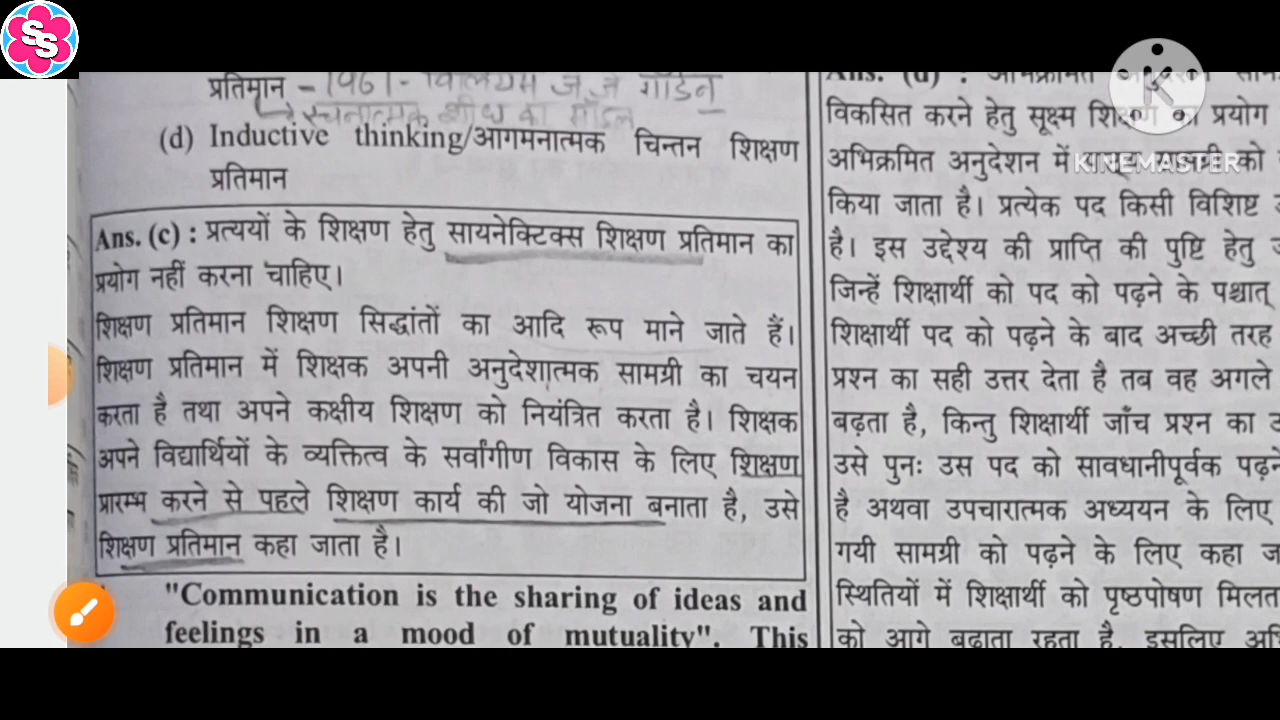 SS
प्रतिमान – 1961 - विलियम जे जे गॉर्डन
रचनात्मक शोध का मॉडल
(d) Inductive thinking/आगमनात्मक चिन्तन शिक्षण
प्रतिमान
Ans. (c) : प्रत्ययों के शिक्षण हेतु सायनेक्टिक्स शिक्षण प्रतिमान का
प्रयोग नहीं करना चाहिए।
शिक्षण प्रतिमान शिक्षण सिद्धांतों का आदि रूप माने जाते हैं।
शिक्षण प्रतिमान में शिक्षक अपनी अनुदेशात्मक सामग्री का चयन
करता है तथा अपने कक्षीय शिक्षण को नियंत्रित करता है। शिक्षक
अपने विद्यार्थियों के व्यक्तित्व के सर्वांगीण विकास के लिए शिक्षण
प्रारम्भ करने से पहले शिक्षण कार्य की जो योजना बनाता है, उसे
शिक्षण प्रतिमान कहा जाता है।
"Communication is the sharing of ideas and
feelings in a mood of mutuality". This
Ans. (d) : अभिक्रमित
विकसित करने हेतु सूक्ष्म शिक्षण का प्रयोग
अभिक्रमित अनुदेशन में को
किया जाता है। प्रत्येक पद किसी विशिष्ट
है। इस उद्देश्य की प्राप्ति की पुष्टि हेतु
जिन्हें शिक्षार्थी को पद को पढ़ने के पश्चात्
शिक्षार्थी पद को पढ़ने के बाद अच्छी तरह
प्रश्न का सही उत्तर देता है तब वह अगले
बढ़ता है, किन्तु शिक्षार्थी जाँच प्रश्न का
उसे पुनः उस पद को सावधानीपूर्वक पढ़ने
है अथवा उपचारात्मक अध्ययन के लिए
गयी सामग्री को पढ़ने के लिए कहा
स्थितियों में शिक्षार्थी को पृष्ठपोषण मिलता
को आगे बढ़ाता रहता है, इसलिए
K
KINEMASTER